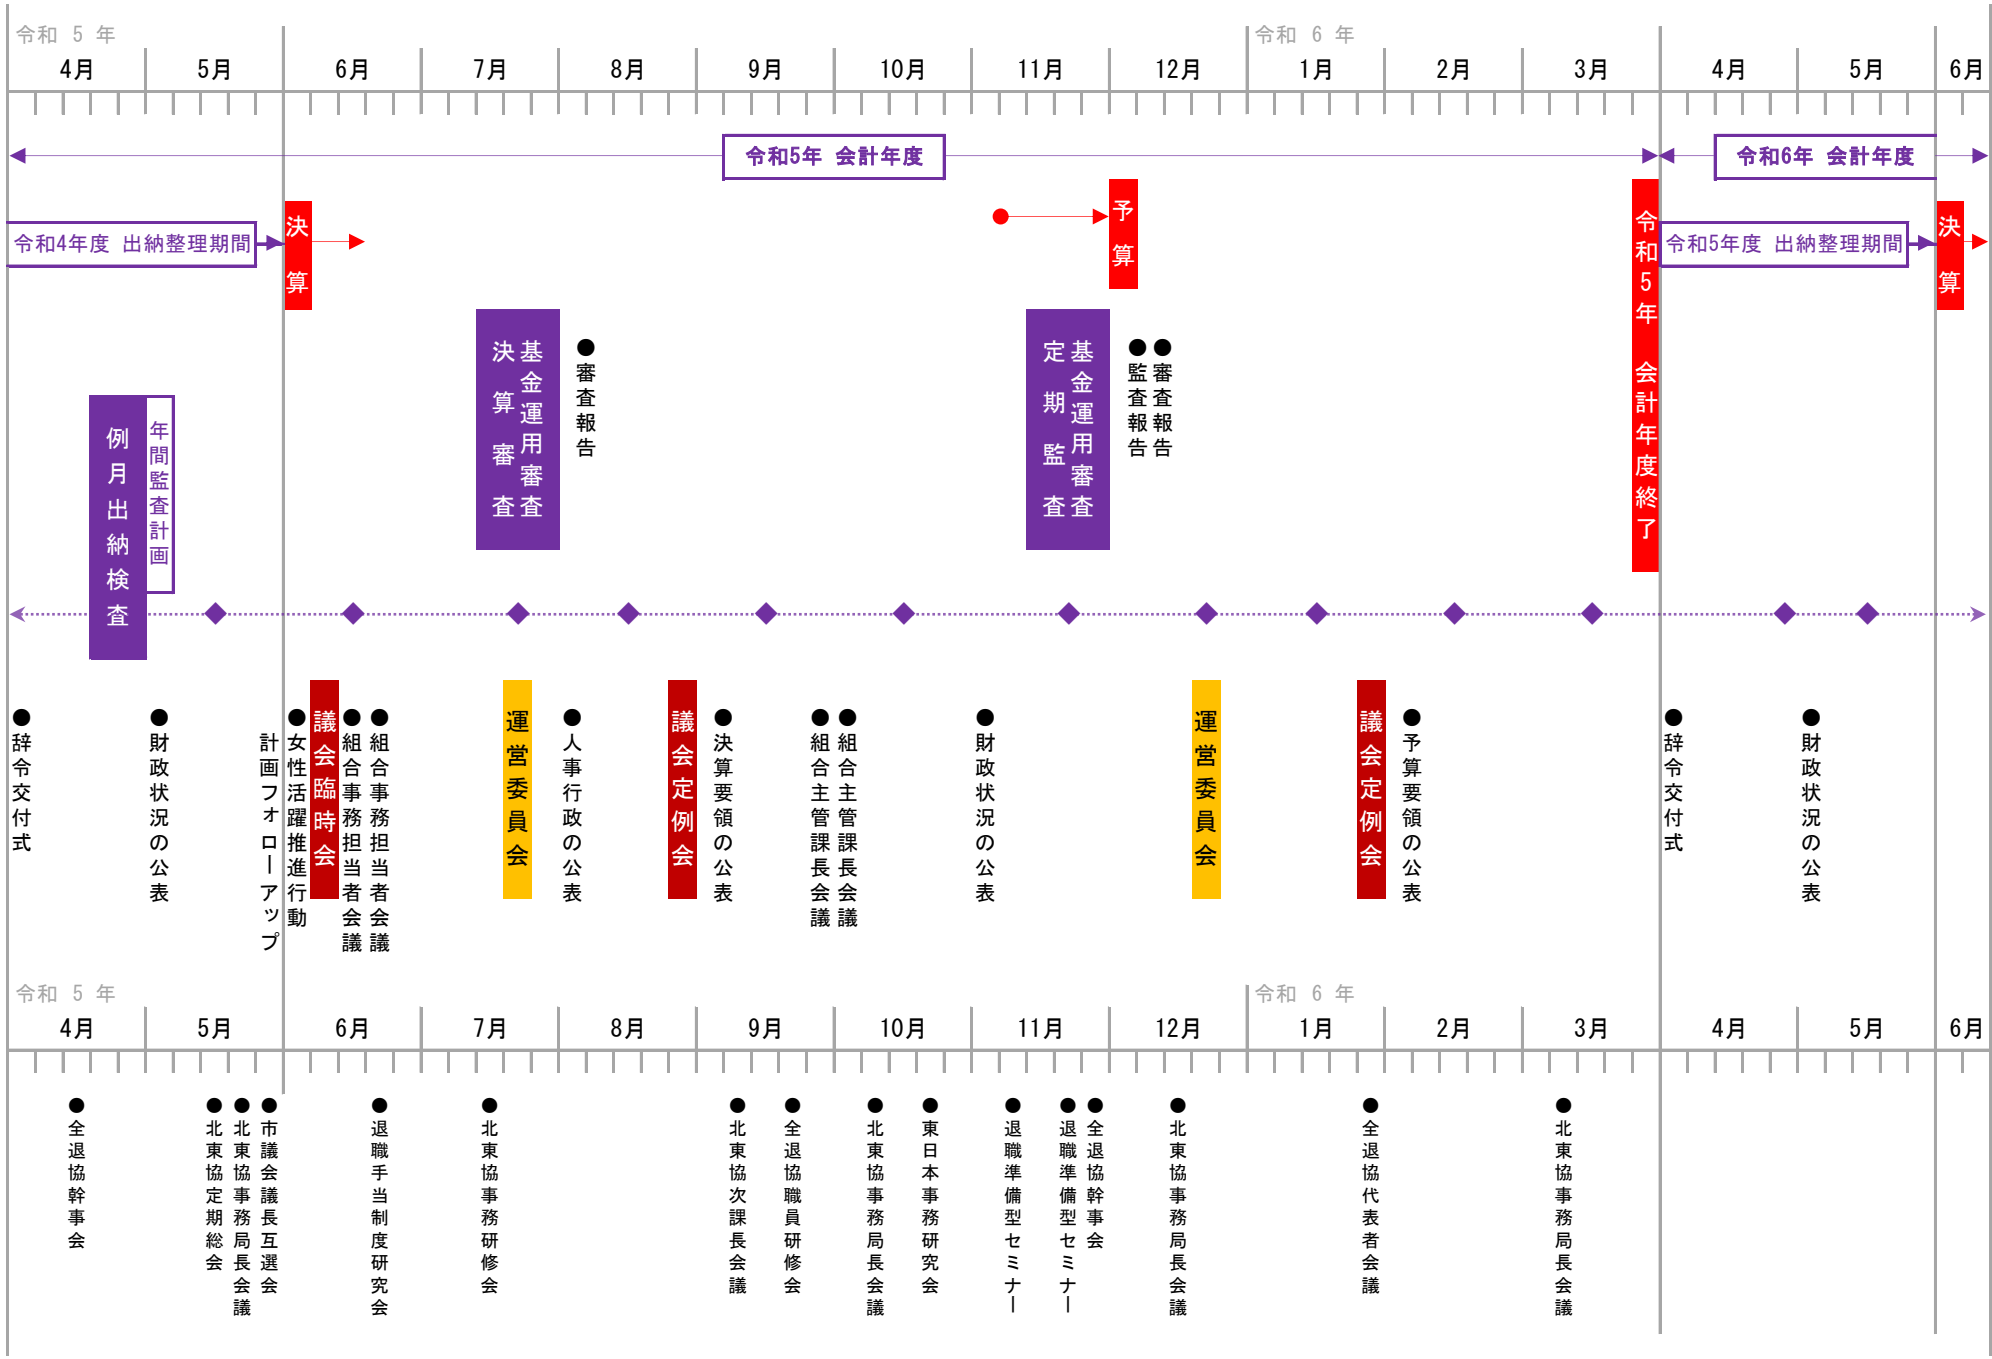 令和 5 年
令和 6 年
4月
5月
6月
7月
8月
9月
10月
11月
12月
1月
2月
3月
4月
5月
6月
令和5年 会計年度
令和6年 会計年度
令和4年度 出納整理期間
決算
予算
令和5年 会計年度終了
令和5年度 出納整理期間
決算
例月出納検査
年間監査計画
基金運用審査
決算審査
審査報告
基金運用審査
定期監査
監査報告
審査報告
辞令交付式
財政状況の公表
女性活躍推進行動
計画フォローアップ
議会臨時会
組合事務担当者会議
組合事務担当者会議
運営委員会
人事行政の公表
議会定例会
決算要領の公表
組合主管課長会議
組合主管課長会議
財政状況の公表
運営委員会
議会定例会
予算要領の公表
辞令交付式
財政状況の公表
令和 5 年
令和 6 年
4月
5月
6月
7月
8月
9月
10月
11月
12月
1月
2月
3月
4月
5月
6月
全退協幹事会
北東協定期総会
北東協事務局長会議
市議会議長互選会
退職手当制度研究会
北東協事務研修会
北東協次課長会議
全退協職員研修会
北東協事務局長会議
東日本事務研究会
退職準備型セミナー
退職準備型セミナー
全退協幹事会
北東協事務局長会議
全退協代表者会議
北東協事務局長会議